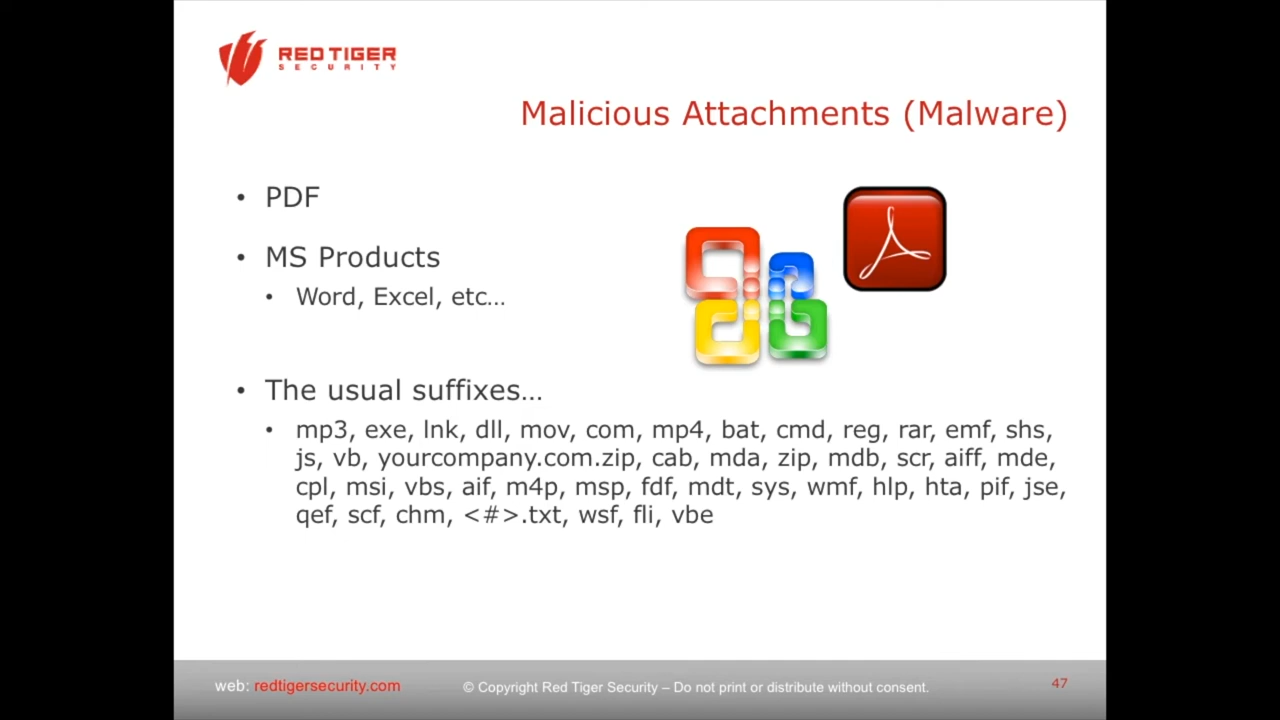 RED TIGER
SECURITY
Malicious Attachments (Malware)
• PDF
• MS Products
• Word, Excel, etc…
• The usual suffixes…
• mp3, exe, lnk, dll, mov, com, mp4, bat, cmd, reg, rar, emf, shs,
js, vb, yourcompany.com.zip, cab, mda, zip, mdb, scr, aiff, mde,
cpl, msi, vbs, aif, m4p, msp, fdf, mdt, sys, wmf, hlp, hta, pif, jse,
qef, scf, chm, <#>.txt, wsf, fli, vbe
web: redtigersecurity.com
© Copyright Red Tiger Security – Do not print or distribute without consent.
47